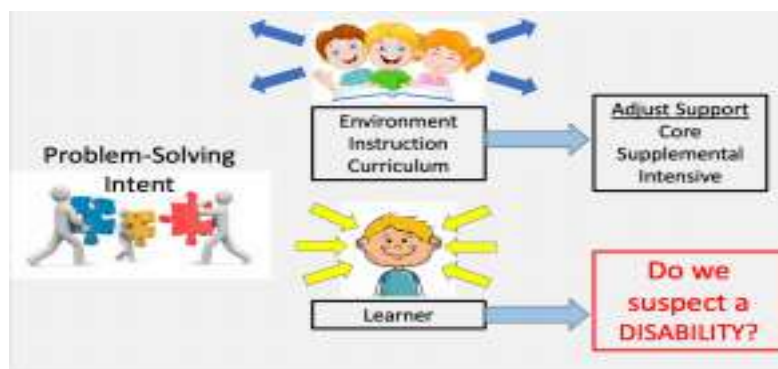 Problem-Solving
Intent
Environment
Instruction
Curriculum
Adjust Support
Core
Supplemental
Intensive
Learner
Do we
suspect a
DISABILITY?